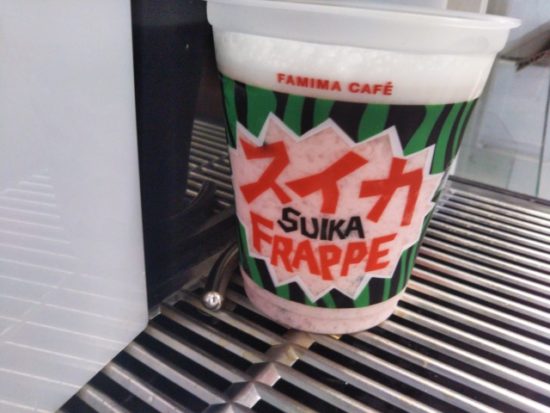 FAMIMA CAFÉ
スイカ
SUIKA
FRAPPE